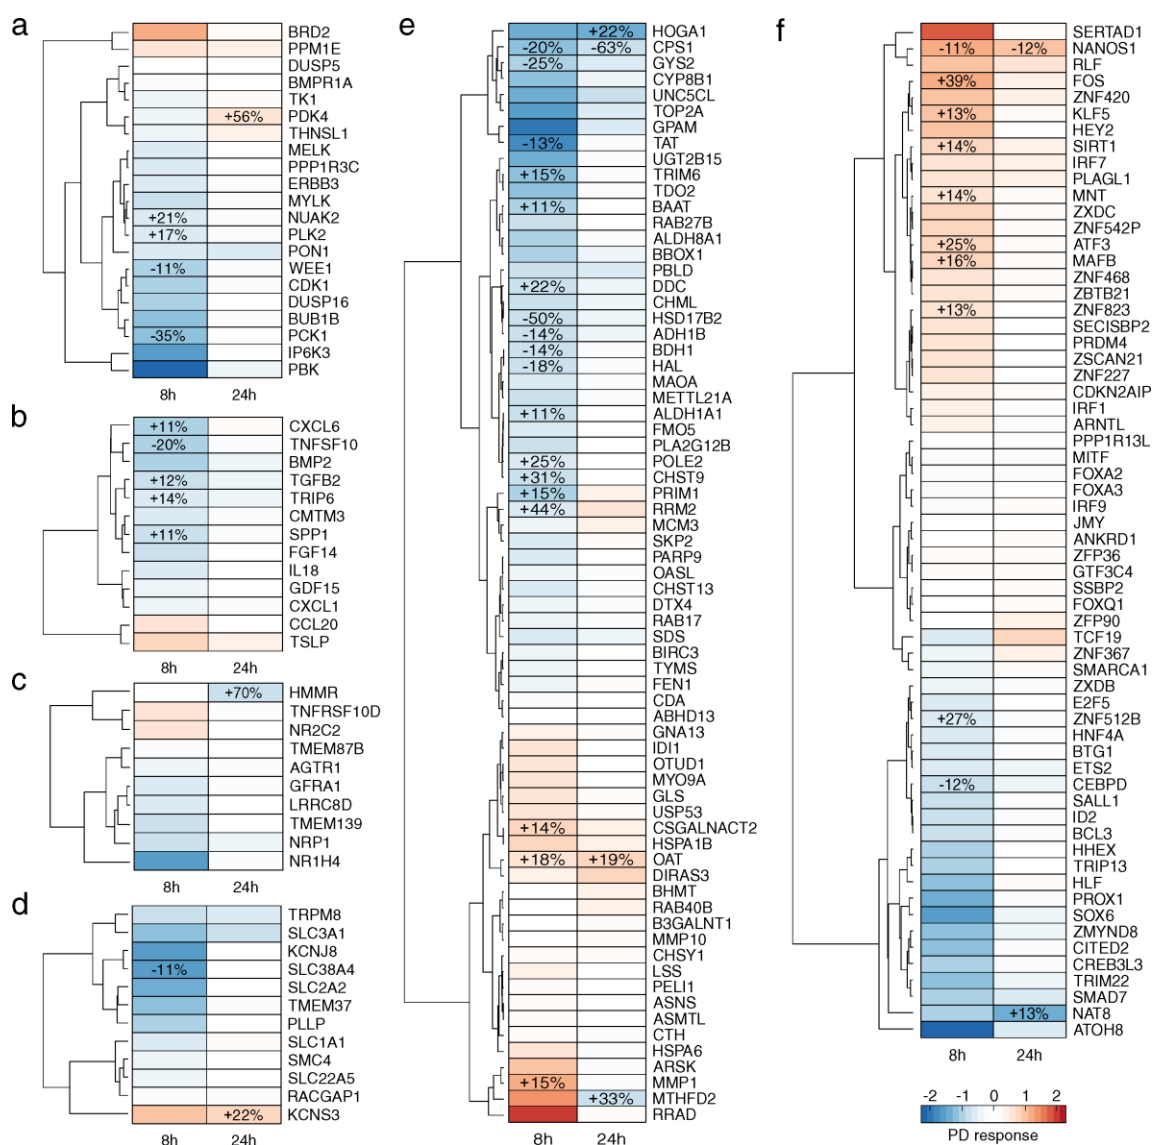 a
BRD2
PPM1E
DUSP5
BMPR1A
TK1
+56% PDK4
THNSL1
MELK
PPP1R3C
ERBB3
MYLK
+21% NUAK2
+17% PLK2
PON1
-11% WEE1
CDK1
DUSP16
BUB1B
-35% PCK1
IP6K3
PBK
8h 24h
b
+11% CXCL6
-20% TNFSF10
BMP2
+12% TGFB2
+14% TRIP6
CMTM3
+11% SPP1
FGF14
IL18
GDF15
CXCL1
CCL20
TSLP
8h 24h
c
+70% HMMR
TNFRSF10D
NR2C2
TMEM87B
AGTR1
GFRA1
LRRC8D
TMEM139
NRP1
NR1H4
8h 24h
d
TRPM8
SLC3A1
KCNJ8
-11% SLC38A4
SLC2A2
TMEM37
PLLP
SLC1A1
SMC4
SLC22A5
RACGAP1
+22% KCNS3
8h 24h
e
+22% HOGA1
-20% -63% CPS1
-25% GYS2
CYP8B1
UNC5CL
TOP2A
GPAM
-13% TAT
UGT2B15
+15% TRIM6
TDO2
+11% BAAT
RAB27B
ALDH8A1
BBOX1
PBLD
+22% DDC
CHML
-50% HSD17B2
-14% ADH1B
-14% BDH1
-18% HAL
MAOA
METTL21A
+11% ALDH1A1
FMO5
PLA2G12B
+25% POLE2
+31% CHST9
+15% PRIM1
+44% RRM2
MCM3
SKP2
PARP9
OASL
CHST13
DTX4
RAB17
SDS
BIRC3
TYMS
FEN1
CDA
ABHD13
GNA13
IDI1
OTUD1
MYO9A
GLS
USP53
+14% CSGALNACT2
HSPA1B
+18% +19% OAT
DIRAS3
BHMT
RAB40B
B3GALNT1
MMP10
CHSY1
LSS
PELI1
ASNS
ASMTL
CTH
HSPA6
ARSK
+15% MMP1
+33% MTHFD2
RRAD
8h 24h
f
SERTAD1
-11% -12% NANOS1
RLF
+39% FOS
ZNF420
+13% KLF5
HEY2
+14% SIRT1
IRF7
PLAGL1
+14% MNT
ZXDC
ZNF542P
+25% ATF3
+16% MAFB
ZNF468
ZBTB21
+13% ZNF823
SECISBP2
PRDM4
ZSCAN21
ZNF227
CDKN2AIP
IRF1
ARNTL
PPP1R13L
MITF
FOXA2
FOXA3
IRF9
JMY
ANKRD1
ZFP36
GTF3C4
SSBP2
FOXQ1
ZFP90
TCF19
ZNF367
SMARCA1
ZXDB
E2F5
+27% ZNF512B
HNF4A
BTG1
ETS2
-12% CEBPD
SALL1
ID2
BCL3
HHEX
TRIP13
HLF
PROX1
SOX6
ZMYND8
CITED2
CREB3L3
TRIM22
SMAD7
+13% NAT8
ATOH8
8h 24h
-2 -1 0 1 2
PD response